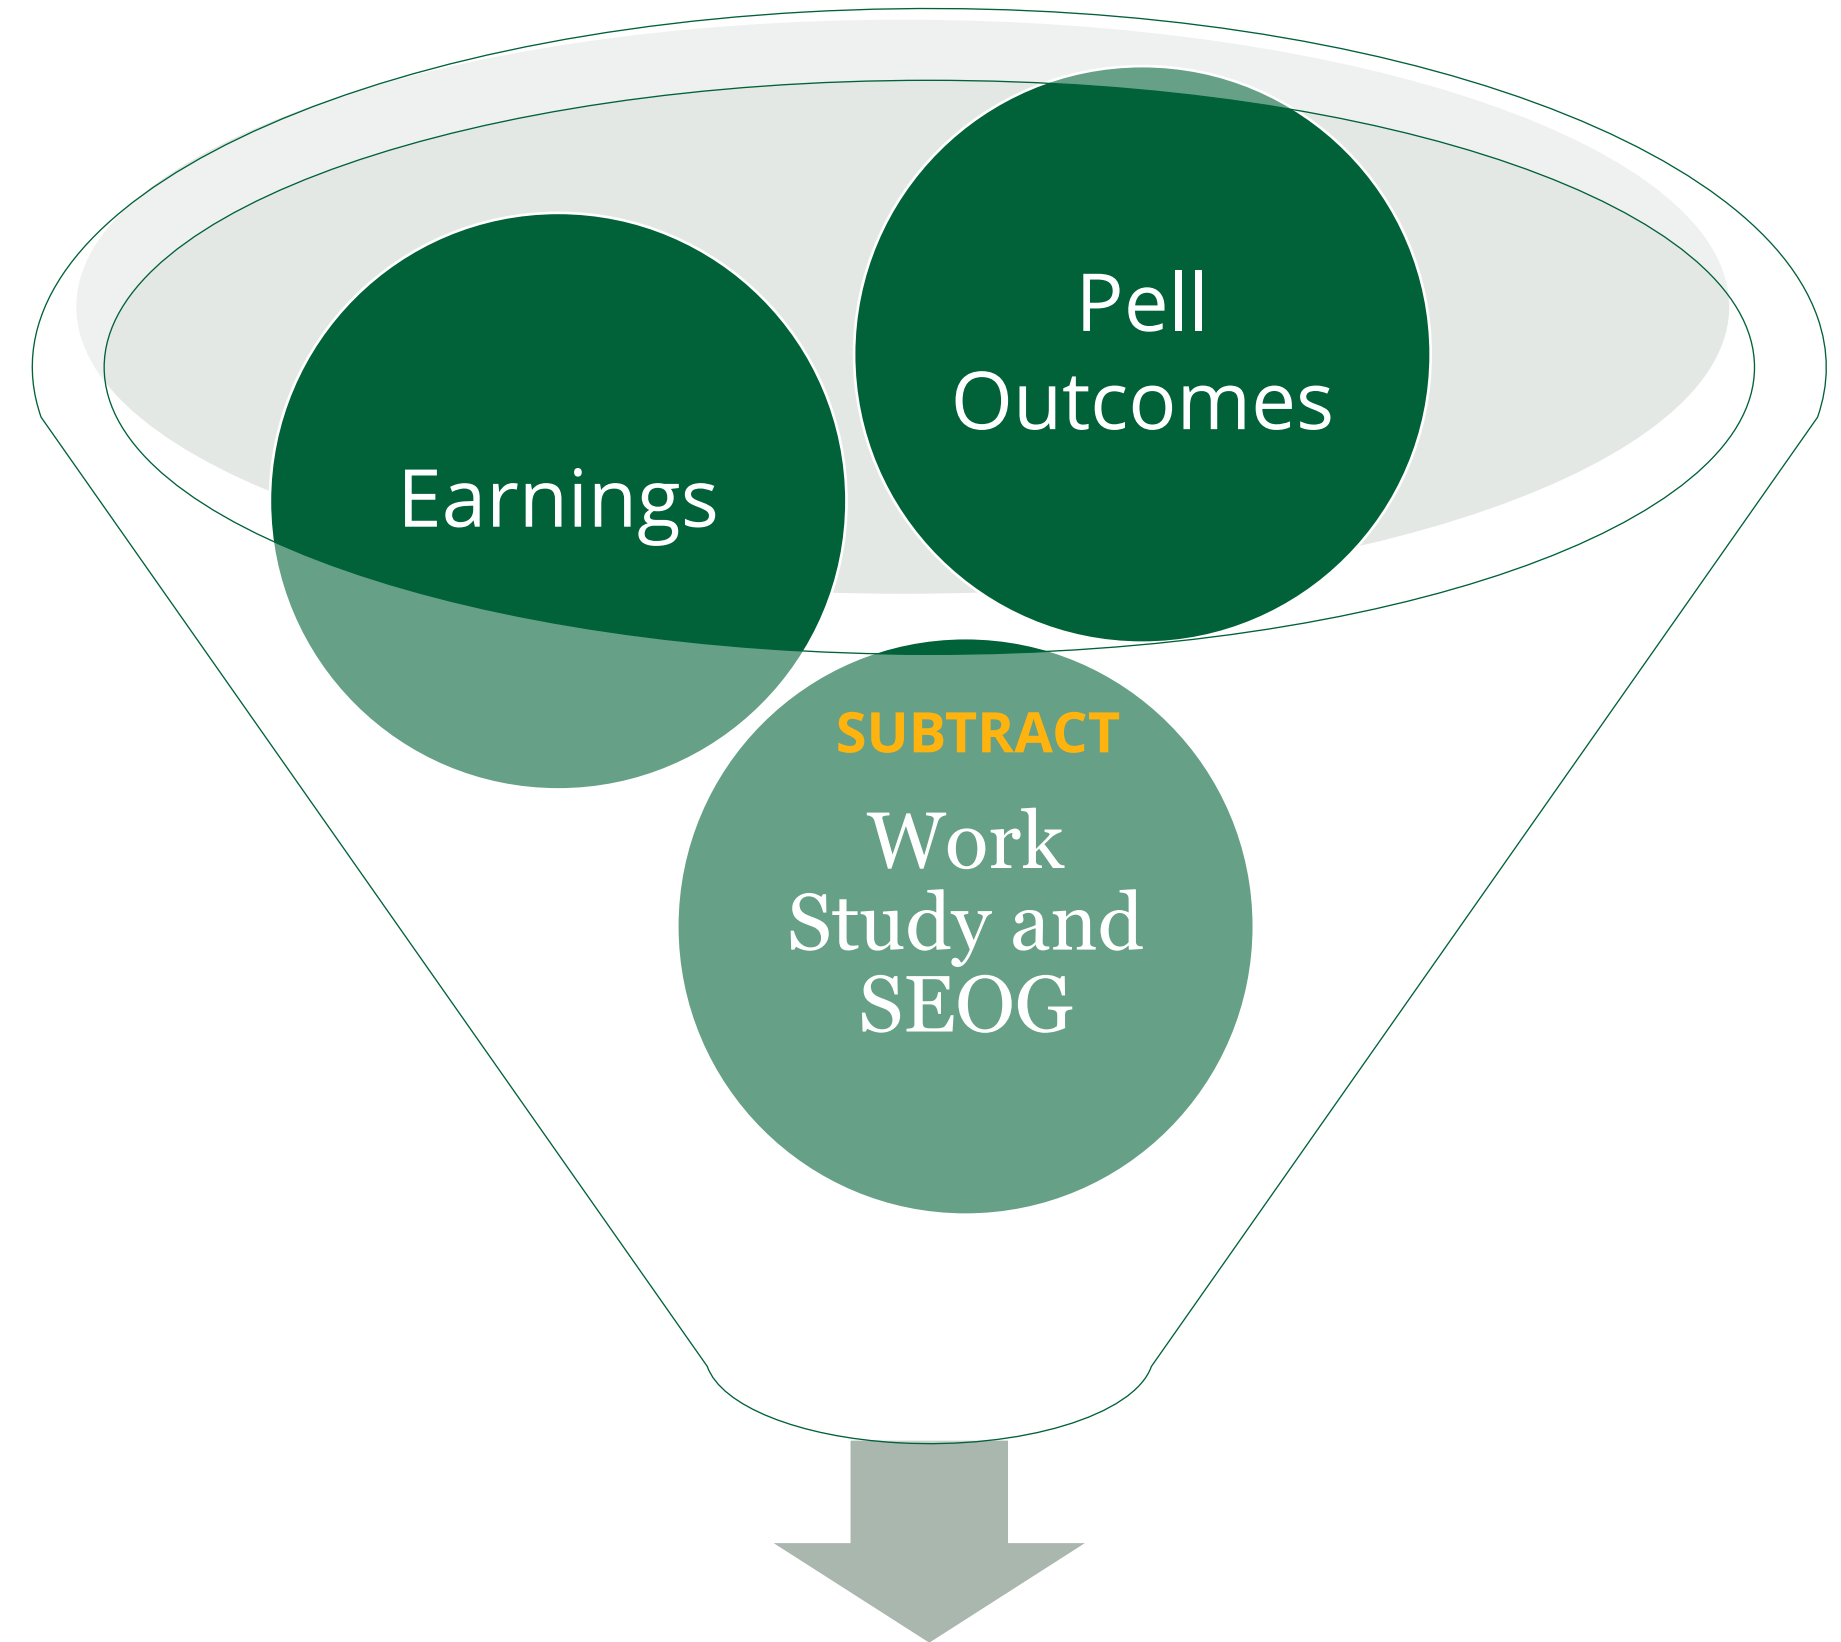 Pell
Outcomes
Earnings
SUBTRACT
Work
Study and
SEOG